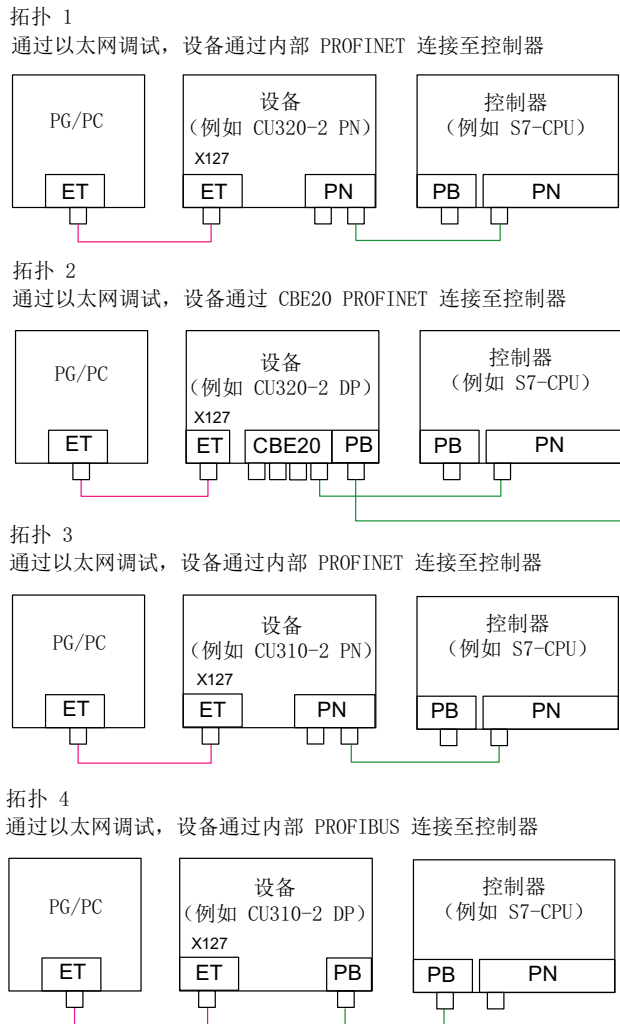 拓扑 1
通过以太网调试，设备通过内部 PROFINET 连接至控制器
PG/PC
设备
（例如 CU320-2 PN）
控制器
（例如 S7-CPU）
X127
ET
ET
PN
PB
PN
拓扑 2
通过以太网调试，设备通过 CBE20 PROFINET 连接至控制器
PG/PC
设备
（例如 CU320-2 DP）
控制器
（例如 S7-CPU）
X127
ET
ET
CBE20
PB
PB
PN
拓扑 3
通过以太网调试，设备通过内部 PROFINET 连接至控制器
PG/PC
设备
（例如 CU310-2 PN）
控制器
（例如 S7-CPU）
X127
ET
ET
PN
PB
PN
拓扑 4
通过以太网调试，设备通过内部 PROFIBUS 连接至控制器
PG/PC
设备
（例如 CU310-2 DP）
控制器
（例如 S7-CPU）
X127
ET
ET
PB
PB
PN